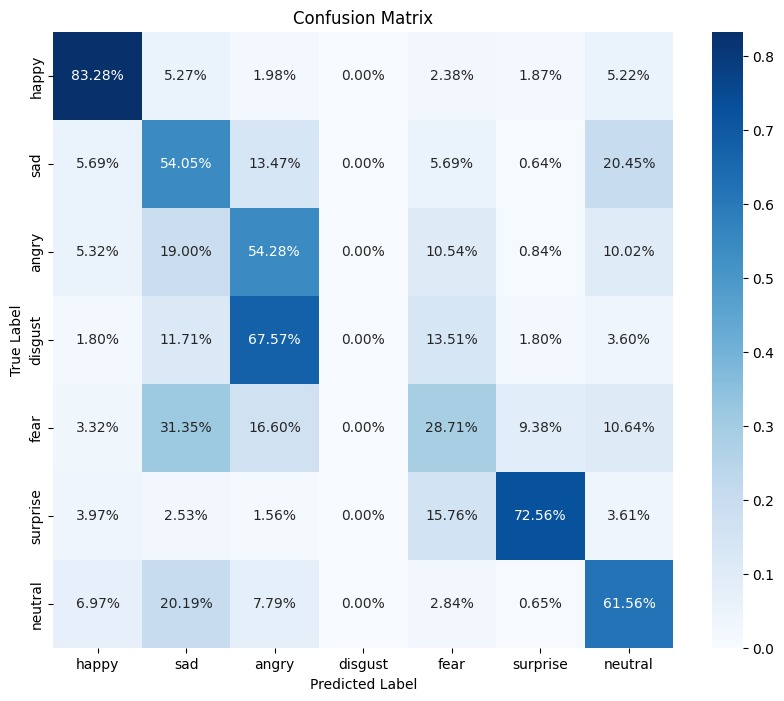 Confusion Matrix
happy 83.28% 5.27% 1.98% 0.00% 2.38% 1.87% 5.22%
sad 5.69% 54.05% 13.47% 0.00% 5.69% 0.64% 20.45%
angry 5.32% 19.00% 54.28% 0.00% 10.54% 0.84% 10.02%
disgust 1.80% 11.71% 67.57% 0.00% 13.51% 1.80% 3.60%
fear 3.32% 31.35% 16.60% 0.00% 28.71% 9.38% 10.64%
surprise 3.97% 2.53% 1.56% 0.00% 15.76% 72.56% 3.61%
neutral 6.97% 20.19% 7.79% 0.00% 2.84% 0.65% 61.56%
True Label
happy sad angry disgust fear surprise neutral
Predicted Label
0.8
0.7
0.6
0.5
0.4
0.3
0.2
0.1
0.0